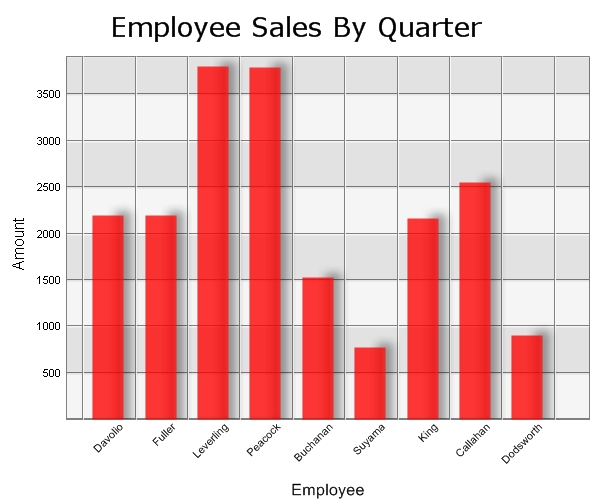 Employee Sales By Quarter
Amount
3500
3000
2500
2000
1500
1000
500
Davolio
Fuller
Leverling
Peacock
Buchanan
Suyama
King
Callahan
Dodsworth
Employee